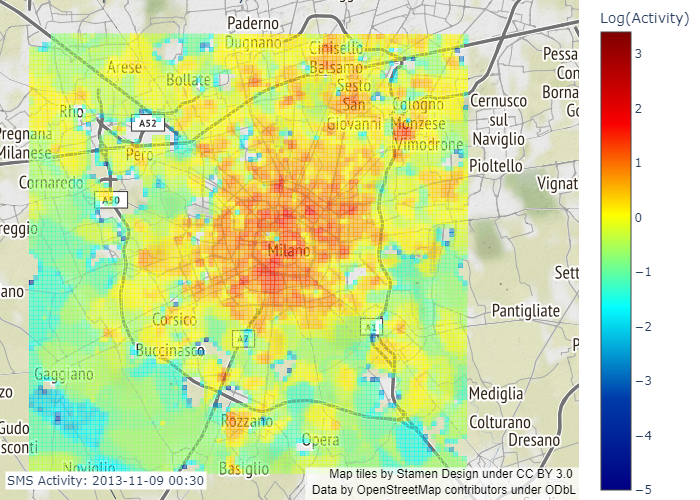 Paderno
Dugnano
Cinisello
Balsamo
Arese
Bollate
Sesto
San
Giovanni
Cologno
Monzese
Vimodrone
Cernusco
sul
Naviglio
Pessa
Con
Borna
Go
Rho
A52
Pregnana
Milanese
Pero
Pioltello
Cornaredo
A50
Vignat
reggio
Milano
Sett
ano
Pantigliate
Corsico
A7
A1
Buccinasco
P
Gaggiano
zo
Mediglia
Gudo
sconti
Rozzano
Colturano
Dresano
Opera
Noviglio
Basiglio
SMS Activity: 2013-11-09 00:30
Map tiles by Stamen Design under CC BY 3.0
Data by OpenStreetMap contributors under ODbL
Log(Activity)
3
2
1
0
−1
−2
−3
−4
−5